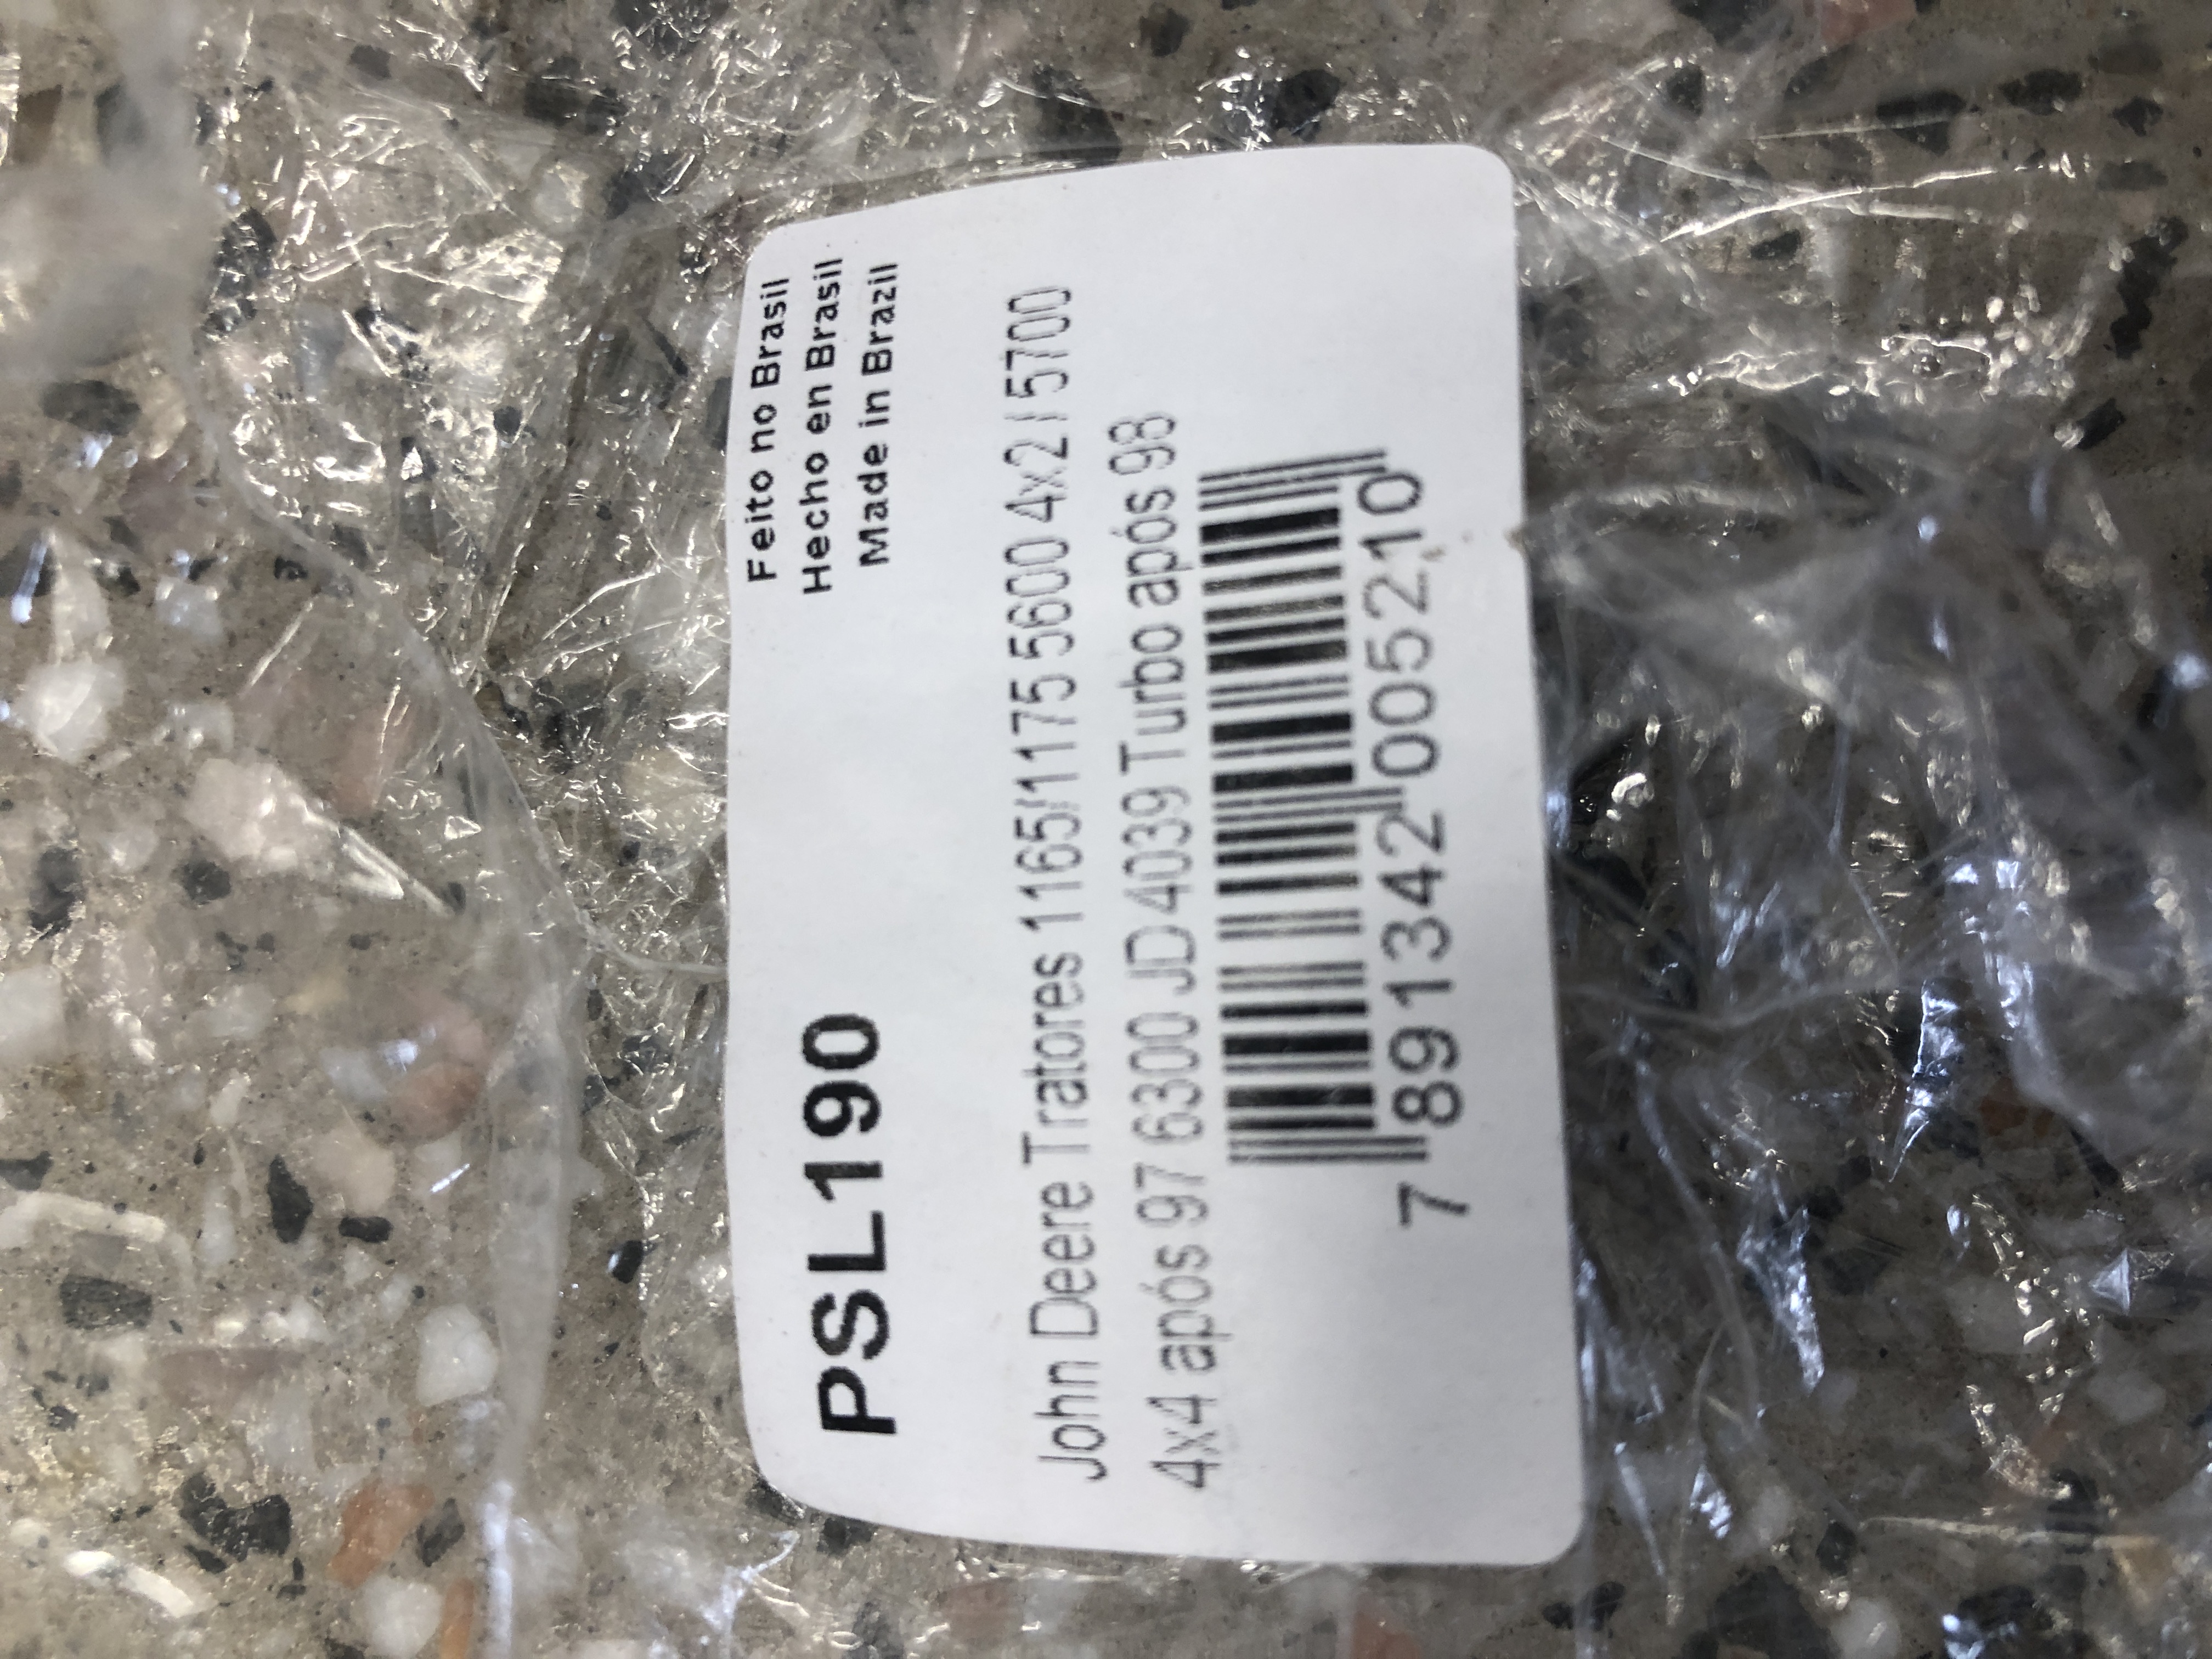 PSL190
Feito no Brasil
Hecho en Brasil
Made in Brazil
John Deere Tratores 1165/1175 5600 4x2 / 5700
4x4 após 97 6300 JD 4039 Turbo após 98
7 891342 005210